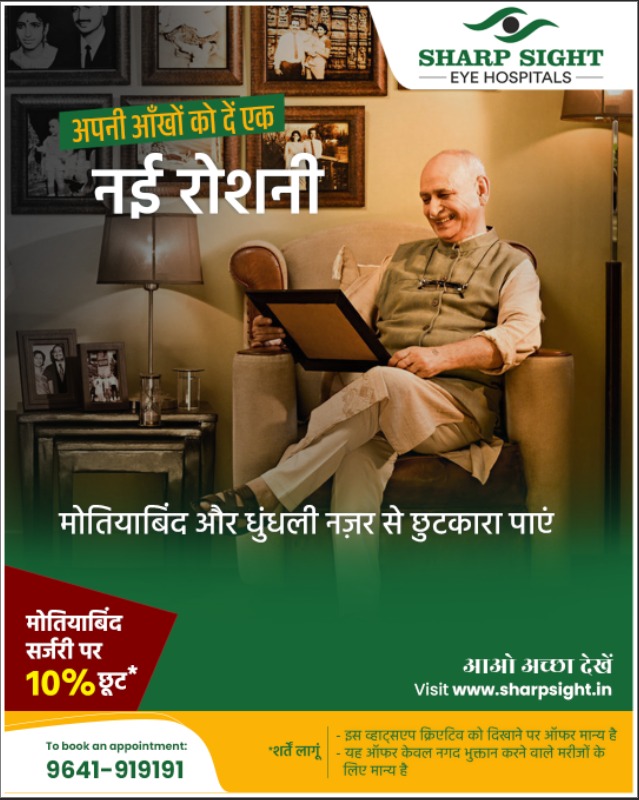 SHARP SIGHT
EYE HOSPITALS
अपनी आँखों को दें एक
नई रोशनी
मोतियाबिंद और धुंधली नज़र से छुटकारा पाएं
मोतियाबिंद
सर्जरी पर
10% छूट*
आओ अच्छा देखें
Visit www.sharpsight.in
To book an appointment:
9641-919191
*शर्तें लागूं
- इस व्हाट्सएप क्रिएटिव को दिखाने पर ऑफर मान्य है
- यह ऑफर केवल नगद भुक्तान करने वाले मरीजों के
लिए मान्य है